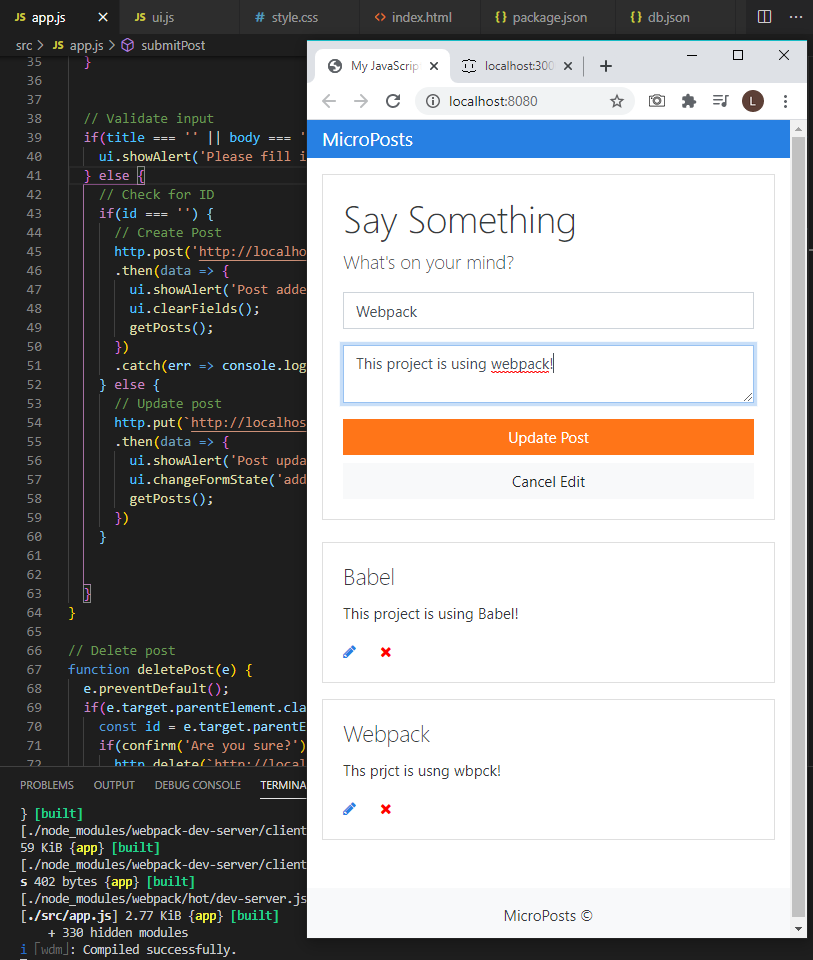 JS app.js
JS ui.js
# style.css
<> index.html
{} package.json
{} db.json
src > JS app.js > submitPost
35 }
36
37
38 // Validate input
39 if(title === '' || body === '
40 ui.showAlert('Please fill i
41 } else {
42 // Check for ID
43 if(id === '') {
44 // Create Post
45 http.post('http://localho
46 .then(data => {
47 ui.showAlert('Post adde
48 ui.clearFields();
49 getPosts();
50 })
51 .catch(err => console.log
52 } else {
53 // Update post
54 http.put(`http://localhos
55 .then(data => {
56 ui.showAlert('Post upda
57 ui.changeFormState('add
58 getPosts();
59 })
60 }
61
62
63 }
64 }
65
66 // Delete post
67 function deletePost(e) {
68 e.preventDefault();
69 if(e.target.parentElement.cla
70 const id = e.target.parentE
71 if(confirm('Are you sure?')
72 http.delete(`http://local
PROBLEMS OUTPUT DEBUG CONSOLE TERMINA
} [built]
[./node_modules/webpack-dev-server/client
59 KiB {app} [built]
[./node_modules/webpack-dev-server/client
s 402 bytes {app} [built]
[./node_modules/webpack/hot/dev-server.js
[./src/app.js] 2.77 KiB {app} [built]
+ 330 hidden modules
i ｢wdm｣: Compiled successfully.
My JavaScrip
localhost:300
localhost:8080
L
MicroPosts
Say Something
What's on your mind?
Webpack
This project is using webpack!
Update Post
Cancel Edit
Babel
This project is using Babel!
Webpack
Ths prjct is usng wbpck!
MicroPosts ©